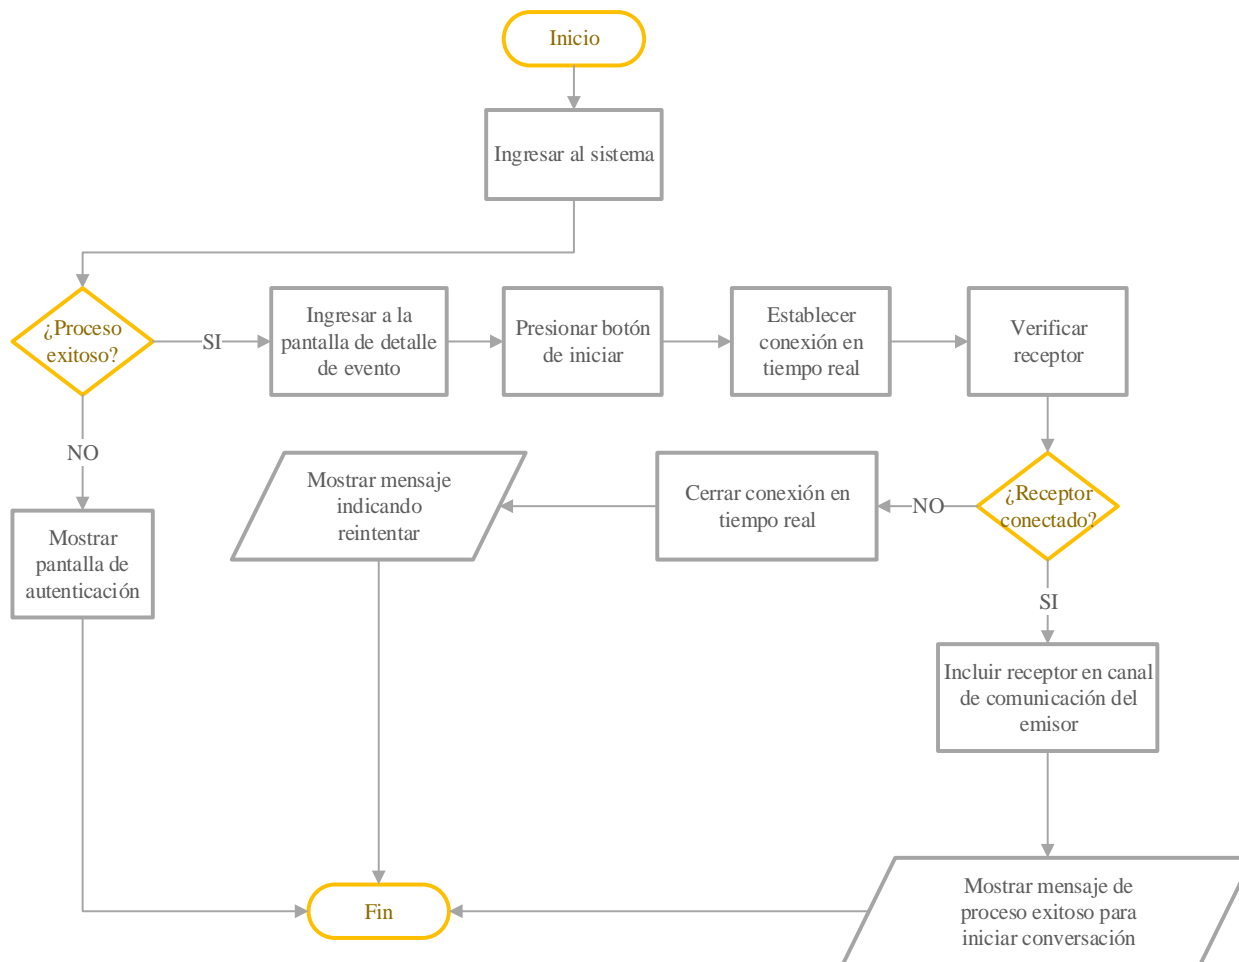 Inicio
Ingresar al sistema
¿Proceso
exitoso?
SI
Ingresar a la
pantalla de detalle
de evento
Presionar botón
de iniciar
Establecer
conexión en
tiempo real
Verificar
receptor
NO
Mostrar mensaje
indicando
reintentar
Cerrar conexión en
tiempo real
NO
¿Receptor
conectado?
Mostrar
pantalla de
autenticación
SI
Incluir receptor en canal
de comunicación del
emisor
Fin
Mostrar mensaje de
proceso exitoso para
iniciar conversación